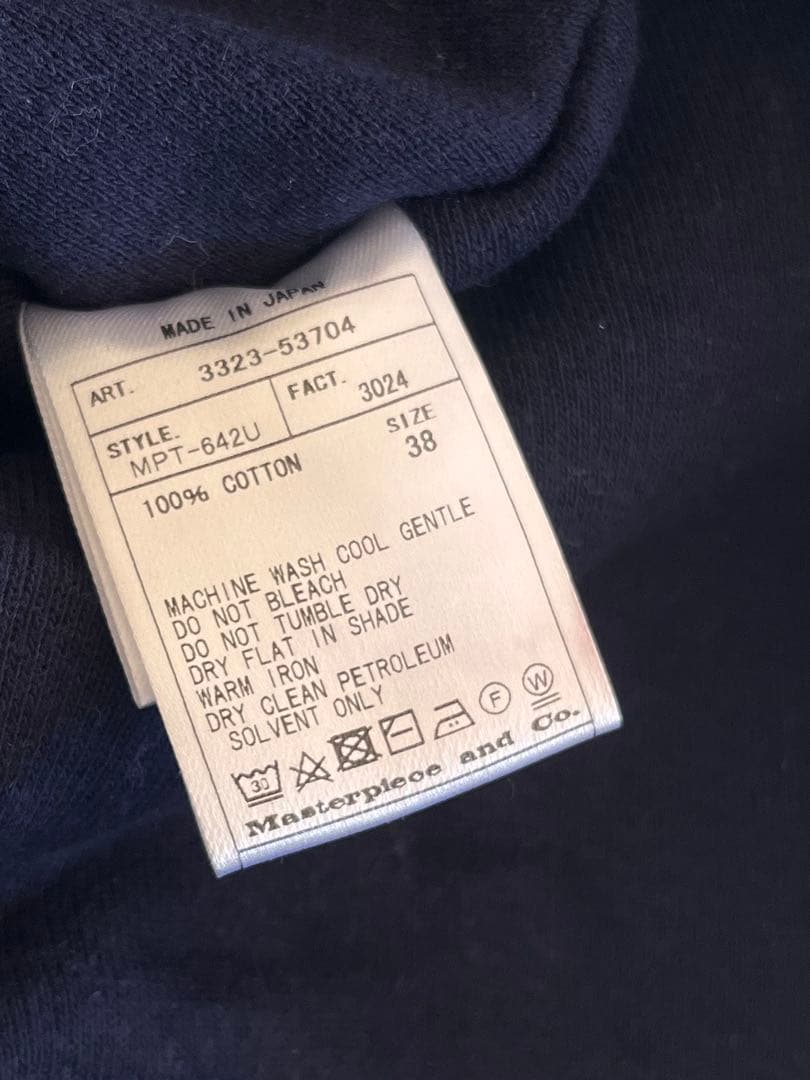 MADE IN JAPAN
ART. 3323-53704
STYLE. FACT. 3024
MPT-642U
SIZE
100% COTTON 38
MACHINE WASH COOL GENTLE
DO NOT BLEACH
DO NOT TUMBLE DRY
DRY FLAT IN SHADE
WARM IRON
DRY CLEAN PETROLEUM
SOLVENT ONLY
30 F W
Masterpiece and Co.